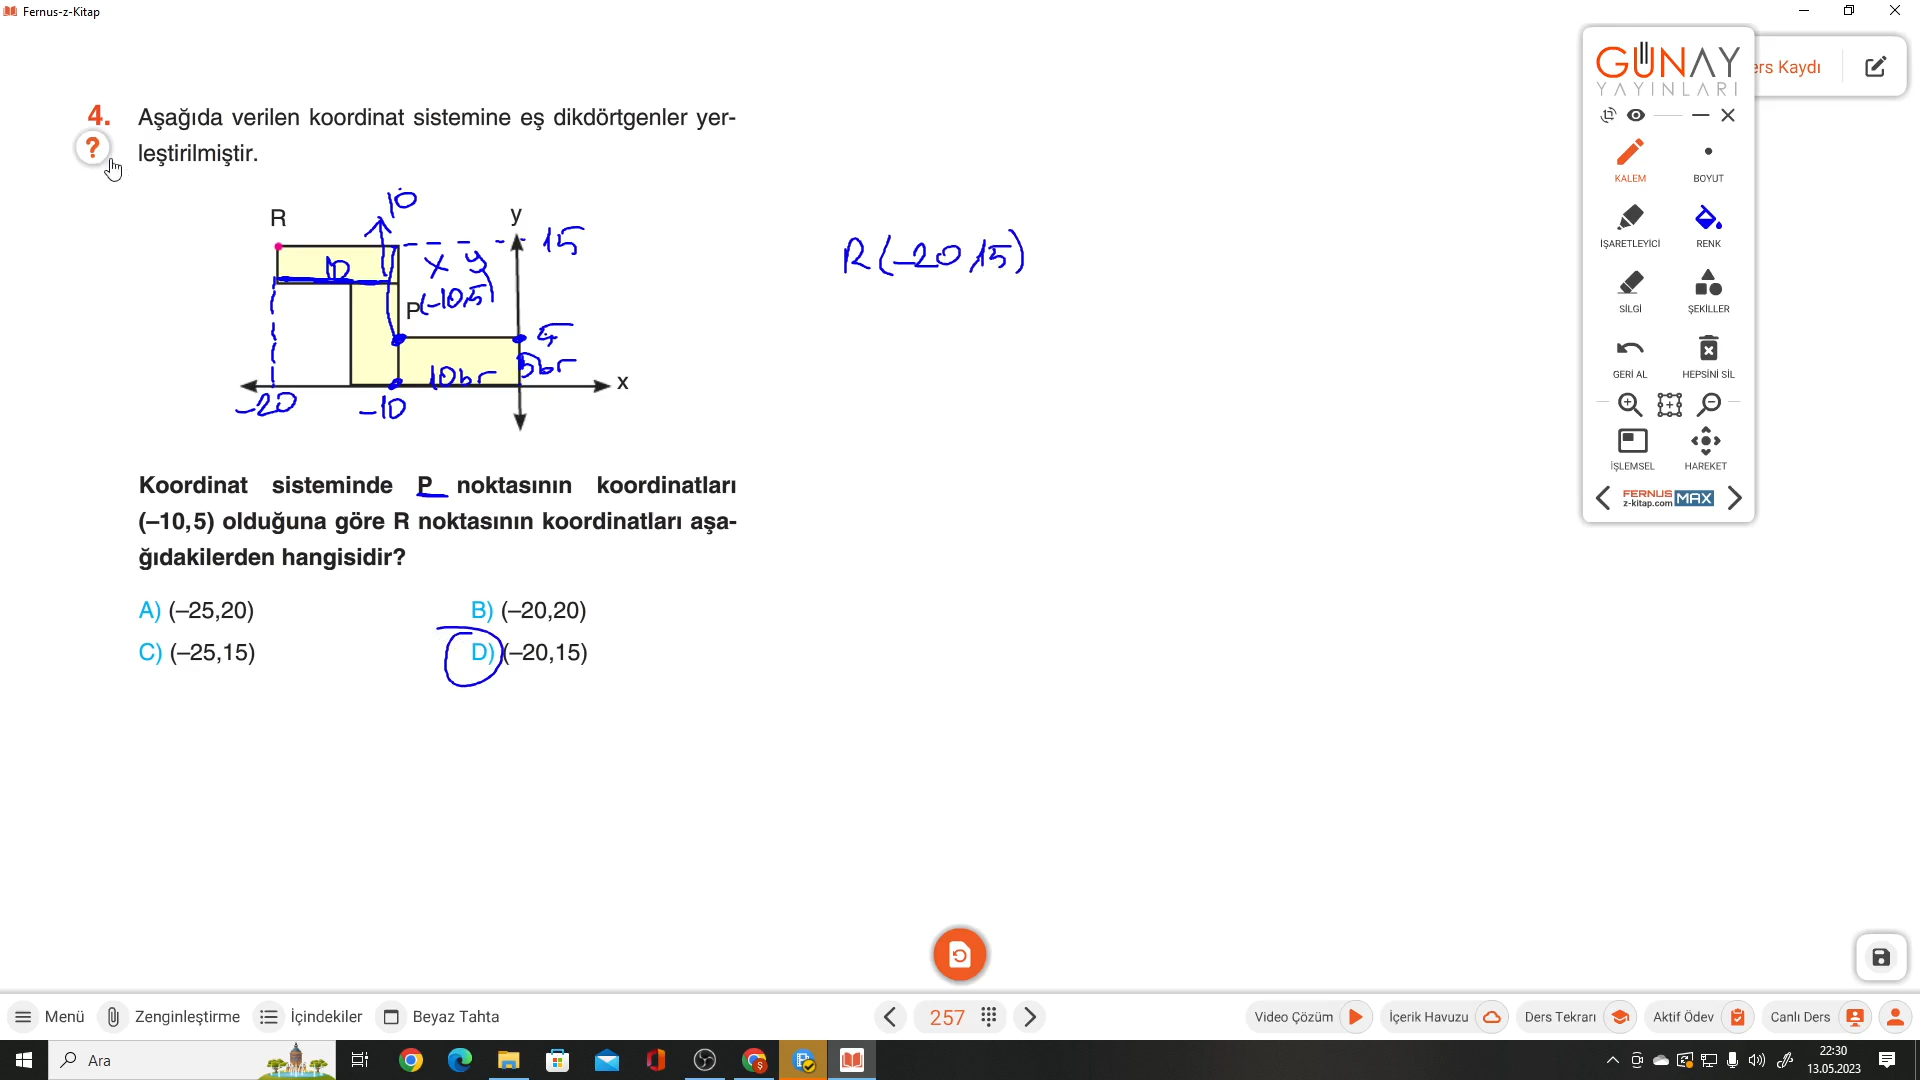 Fernus-z-Kitap
GÜNAY
YAYINLARI
ers Kaydı
4. Aşağıda verilen koordinat sistemine eş dikdörtgenler yer-
? leştirilmiştir.
10
R
y
15
10
x y
P(-10,5)
R(-20,15)
5
5br
10br
x
-20
-10
Koordinat sisteminde P noktasının koordinatları
(–10,5) olduğuna göre R noktasının koordinatları aşa-
ğıdakilerden hangisidir?
A) (–25,20)
B) (–20,20)
C) (–25,15)
D) (–20,15)
KALEM
BOYUT
İŞARETLEYİCİ
RENK
SİLGİ
ŞEKİLLER
GERİ AL
HEPSİNİ SİL
İŞLEMSEL
HAREKET
FERNUS MAX
z-kitap.com
Menü
Zenginleştirme
İçindekiler
Beyaz Tahta
257
Video Çözüm
İçerik Havuzu
Ders Tekrarı
Aktif Ödev
Canlı Ders
Ara
22:30
13.05.2023